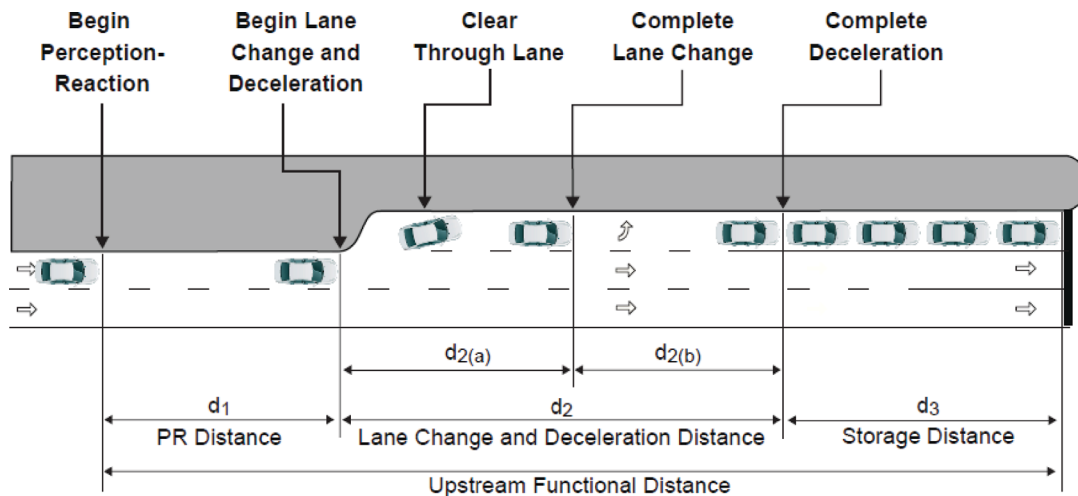 Begin
Perception-
Reaction
Begin Lane
Change and
Deceleration
Clear
Through Lane
Complete
Lane Change
Complete
Deceleration
d2(a)
d2(b)
d1
PR Distance
d2
Lane Change and Deceleration Distance
d3
Storage Distance
Upstream Functional Distance